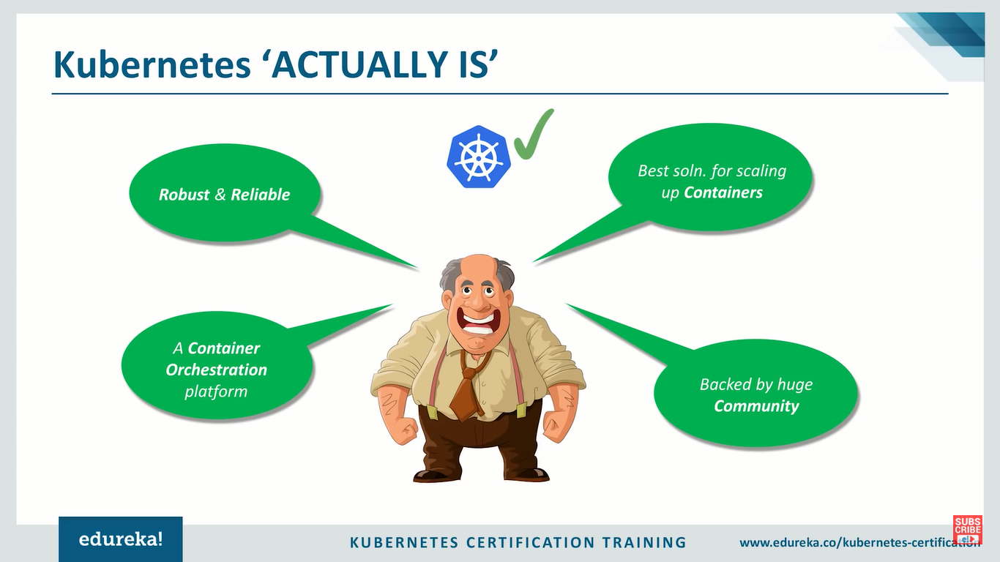 Kubernetes ‘ACTUALLY IS’
Robust & Reliable
Best soln. for scaling
up Containers
A Container
Orchestration
platform
Backed by huge
Community
edureka!
KUBERNETES CERTIFICATION TRAINING
www.edureka.co/kubernetes-certification
SUBS
CRIBE
e!